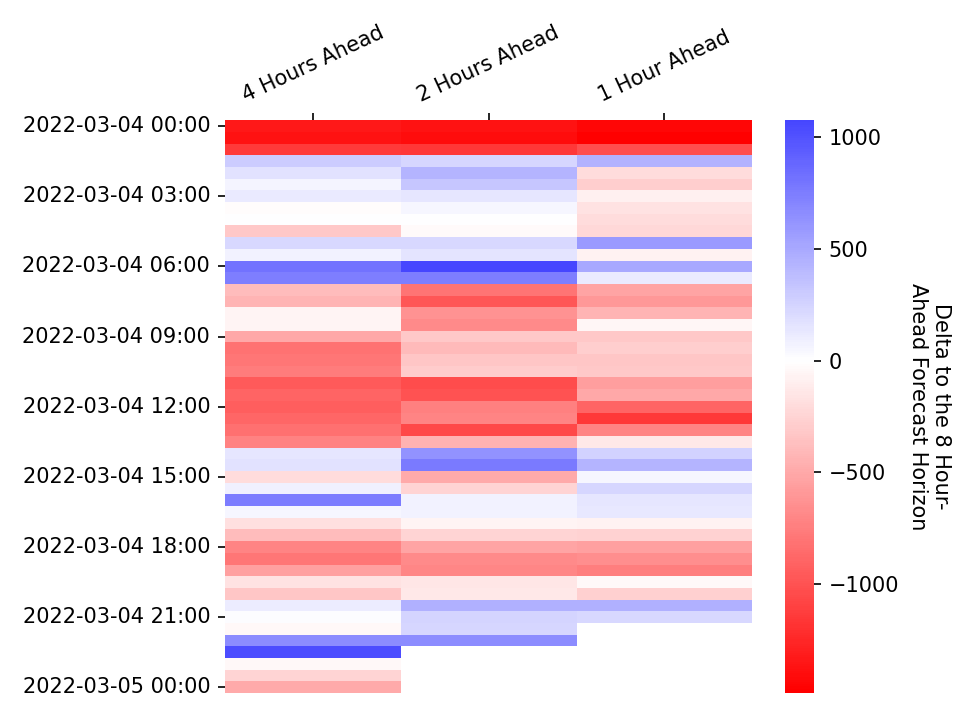 4 Hours Ahead
2 Hours Ahead
1 Hour Ahead
2022-03-04 00:00
2022-03-04 03:00
2022-03-04 06:00
2022-03-04 09:00
2022-03-04 12:00
2022-03-04 15:00
2022-03-04 18:00
2022-03-04 21:00
2022-03-05 00:00
1000
500
0
−500
−1000
Delta to the 8 Hour-
Ahead Forecast Horizon